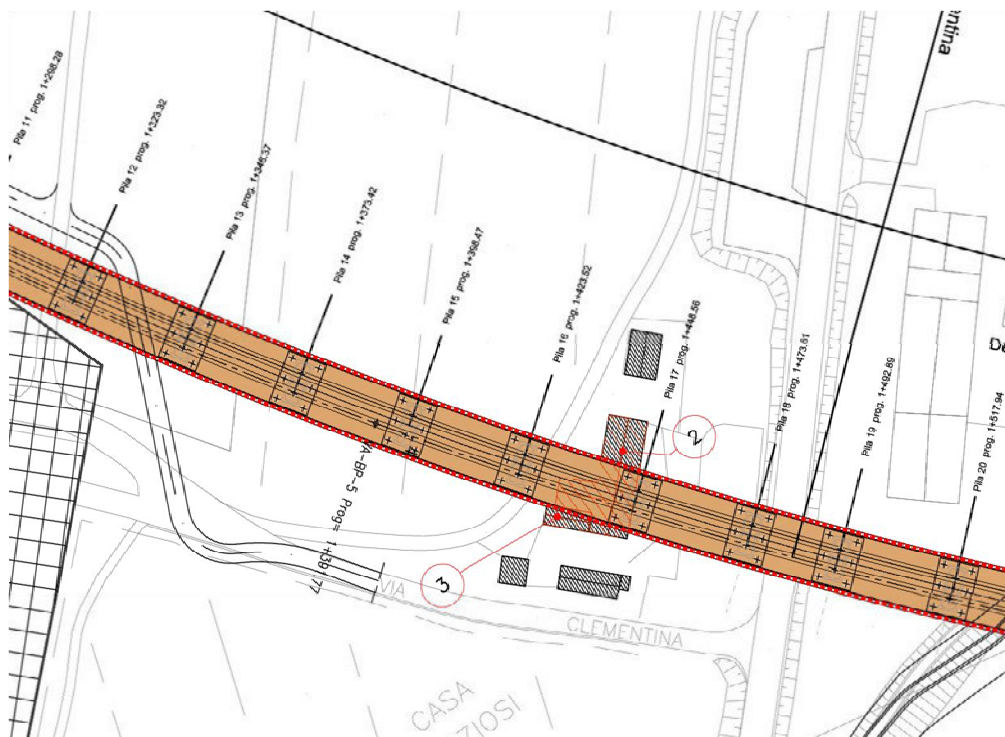 entina
Pila 11 prog. 1+298.28
Pila 12 prog. 1+323.32
Pila 13 prog. 1+348.37
Pila 14 prog. 1+373.42
Pila 15 prog. 1+398.47
Pila 16 prog. 1+423.52
Pila 17 prog. 1+448.56
Pila 18 prog. 1+473.61
Pila 19 prog. 1+492.89
Pila 20 prog. 1+517.94
De
2
3
VIA
CLEMENTINA
CASA
ZIOSI